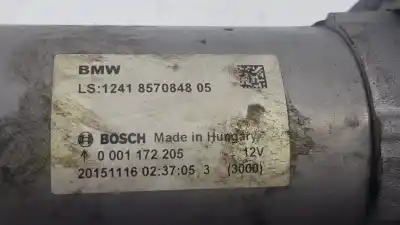 BMW
LS:1241 8570848 05
BOSCH Made in Hungary
0 001 172 205 12V
20151116 02:37:05 3 (3000)